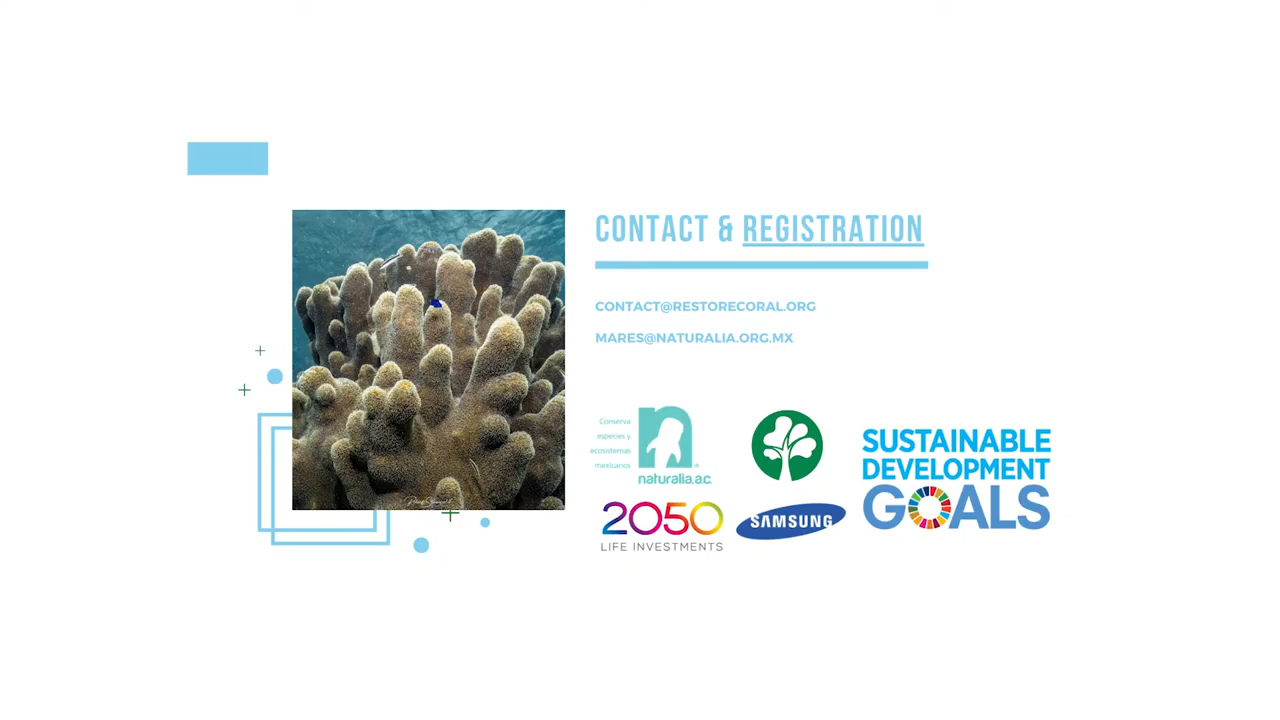 CONTACT & REGISTRATION
CONTACT@RESTORECORAL.ORG
MARES@NATURALIA.ORG.MX
Conserva
especies y
ecosistemas
mexicanos
n
naturalia, a.c.
®
2050
LIFE INVESTMENTS
SAMSUNG
SUSTAINABLE
DEVELOPMENT
GOALS